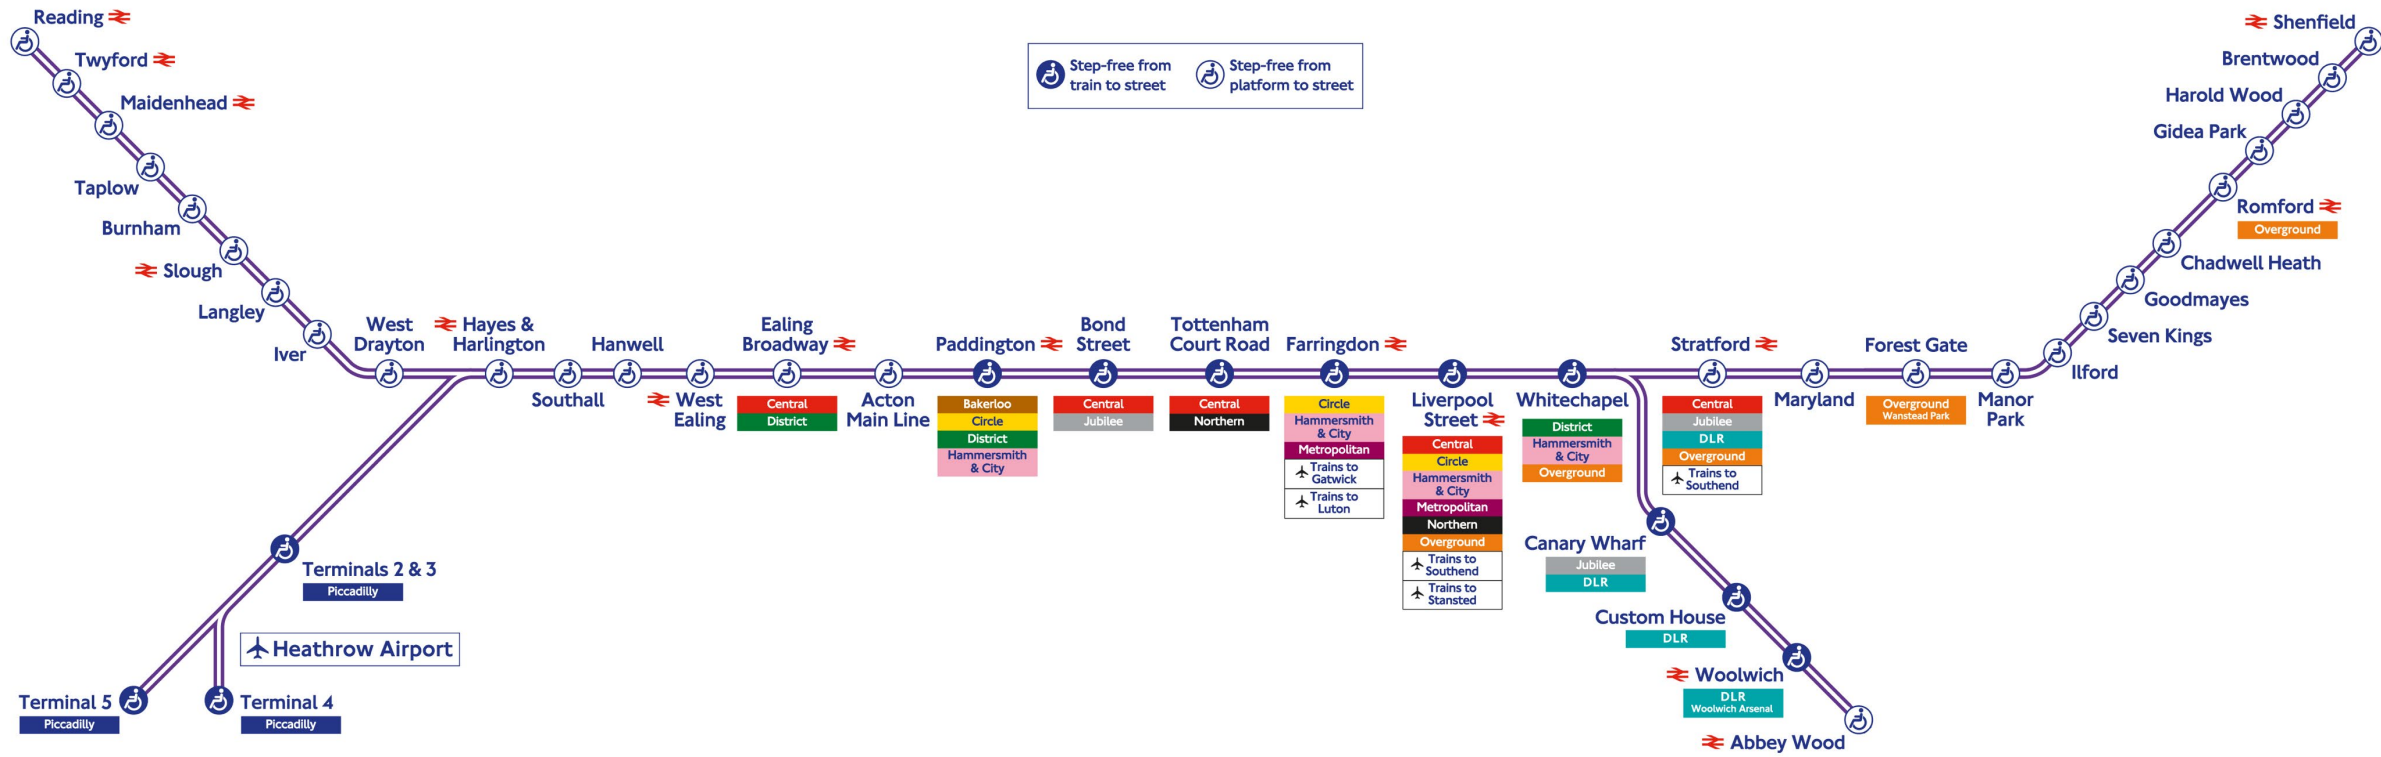 Reading
Twyford
Maidenhead
Taplow
Burnham
Slough
Langley
Iver
West
Drayton
Hayes &
Harlington
Southall
Hanwell
West
Ealing
Ealing
Broadway
Central
District
Acton
Main Line
Paddington
Bakerloo
Circle
District
Hammersmith
& City
Bond
Street
Central
Jubilee
Tottenham
Court Road
Central
Northern
Farringdon
Circle
Hammersmith
& City
Metropolitan
Trains to
Gatwick
Trains to
Luton
Liverpool
Street
Central
Circle
Hammersmith
& City
Metropolitan
Northern
Overground
Trains to
Southend
Trains to
Stansted
Whitechapel
District
Hammersmith
& City
Overground
Stratford
Central
Jubilee
DLR
Overground
Trains to
Southend
Maryland
Forest Gate
Overground
Wanstead Park
Manor
Park
Ilford
Seven Kings
Goodmayes
Chadwell Heath
Romford
Overground
Gidea Park
Harold Wood
Brentwood
Shenfield
Canary Wharf
Jubilee
DLR
Custom House
DLR
Woolwich
DLR
Woolwich Arsenal
Abbey Wood
Terminals 2 & 3
Piccadilly
Heathrow Airport
Terminal 5
Piccadilly
Terminal 4
Piccadilly
Step-free from
train to street
Step-free from
platform to street